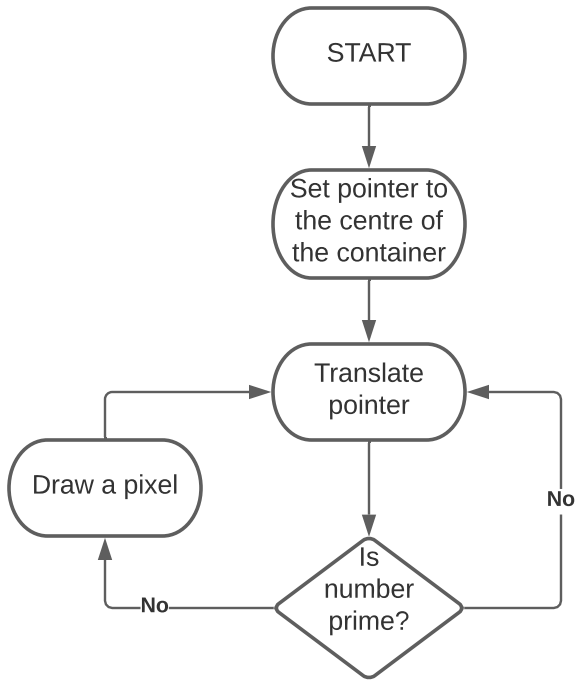 START
Set pointer to
the centre of
the container
Translate
pointer
Draw a pixel
No
Is
number
prime?
No